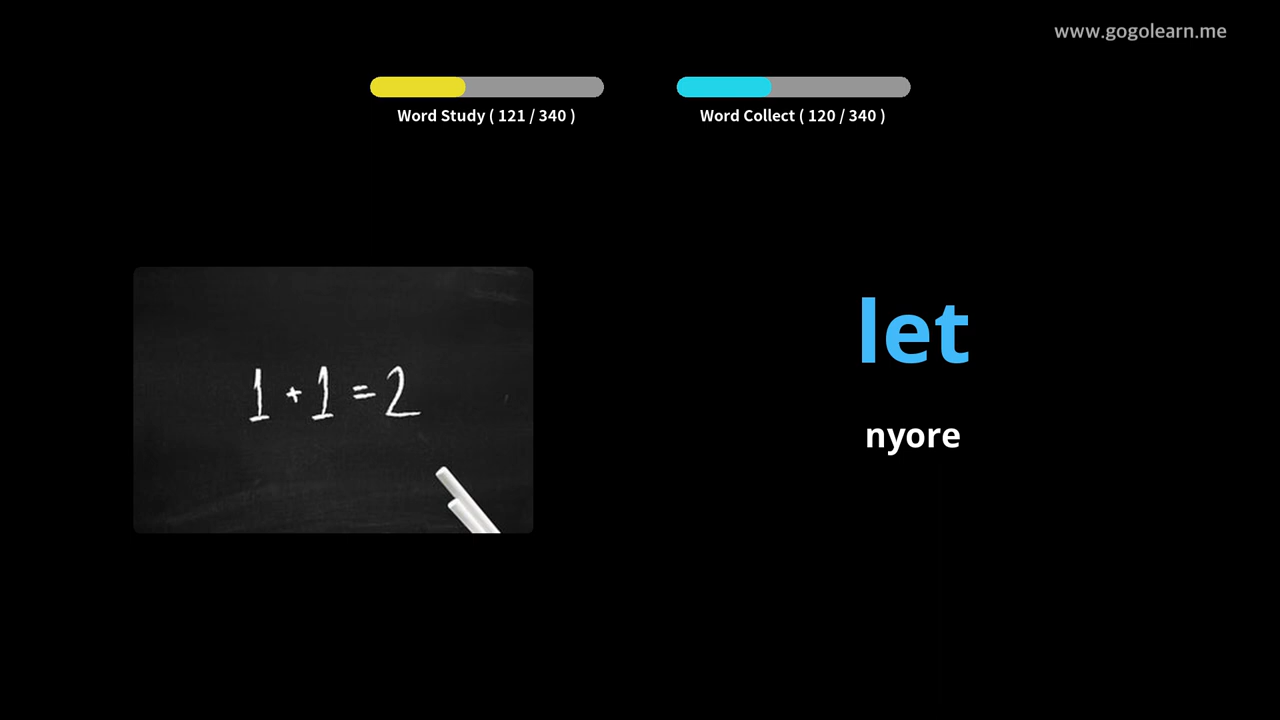 www.gogolearn.me
Word Study ( 121 / 340 )
Word Collect ( 120 / 340 )
1 + 1 = 2
let
nyore